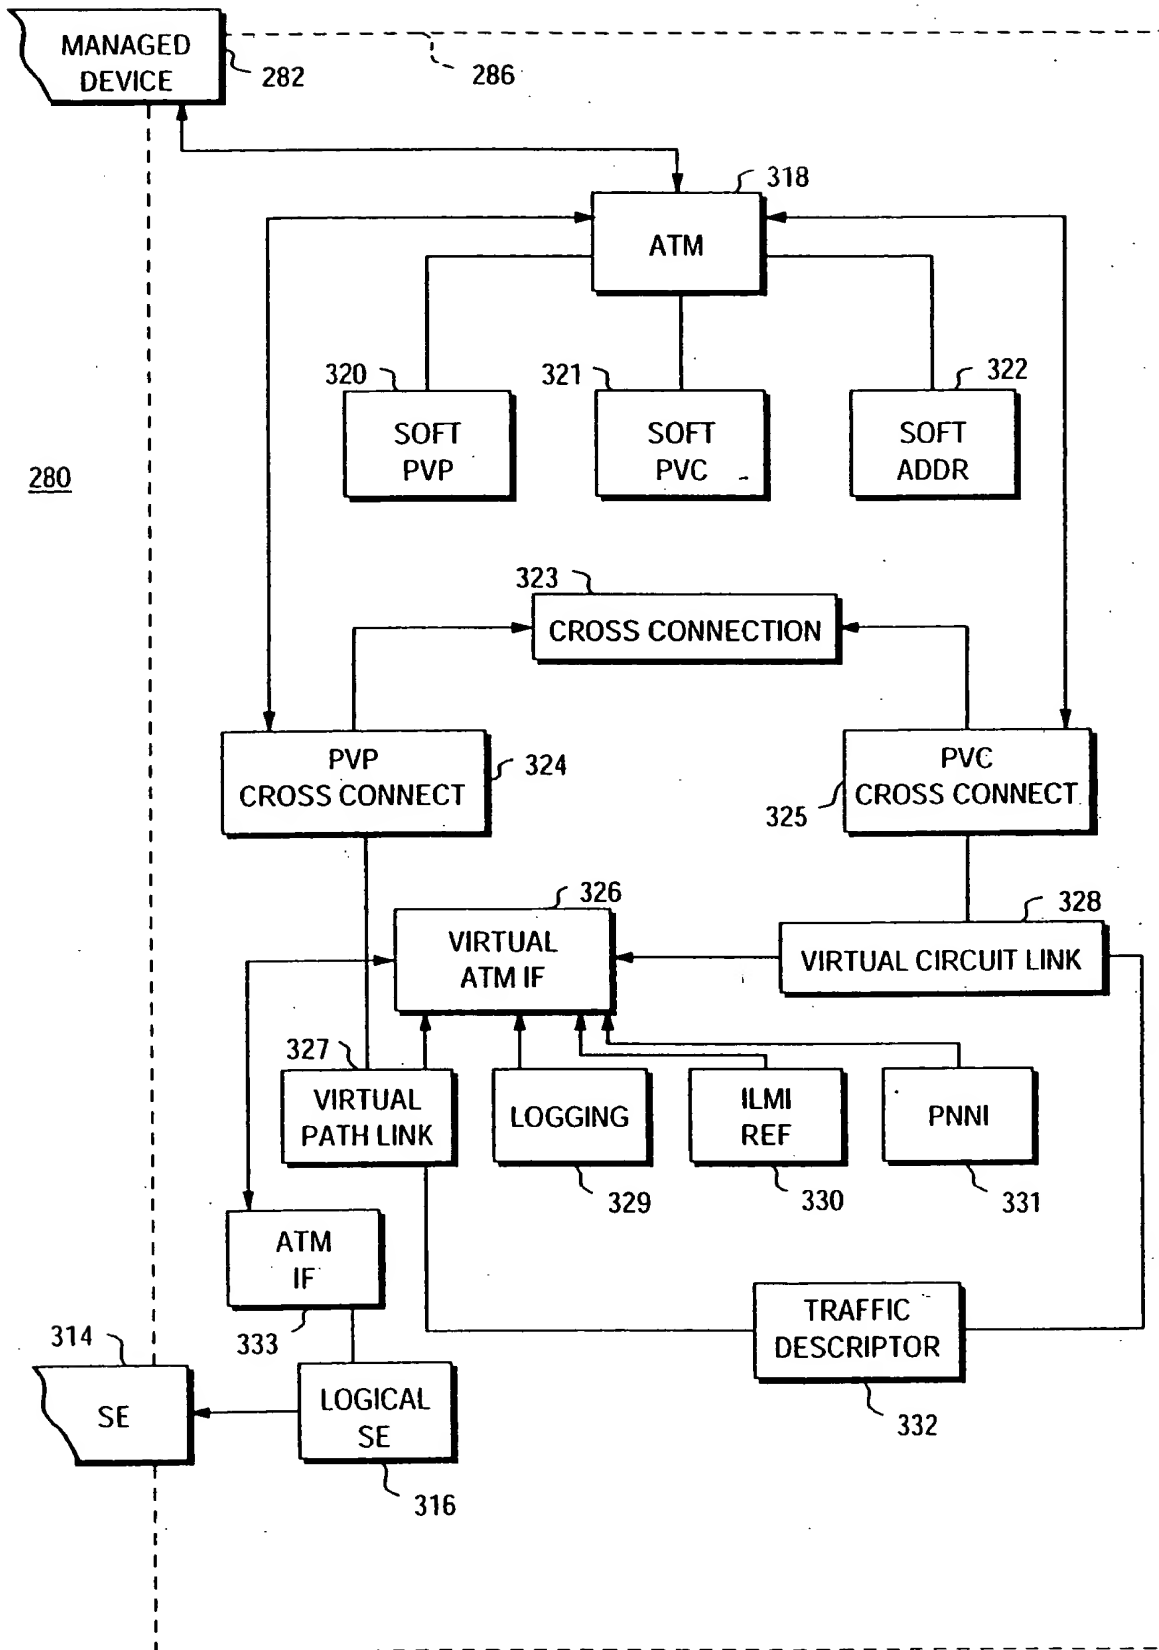 MANAGED
DEVICE
282
286
318
ATM
320
321
322
SOFT
PVP
SOFT
PVC
SOFT
ADDR
280
323
CROSS CONNECTION
PVP
CROSS CONNECT
324
PVC
CROSS CONNECT
325
326
328
VIRTUAL
ATM IF
VIRTUAL CIRCUIT LINK
327
VIRTUAL
PATH LINK
LOGGING
ILMI
REF
PNNI
329
330
331
ATM
IF
333
TRAFFIC
DESCRIPTOR
332
314
SE
LOGICAL
SE
316